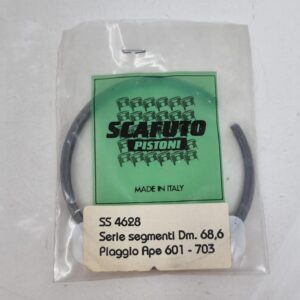 SCAFUTO
PISTONI
MADE IN ITALY
SS 4628
Serie segmenti Dm. 68,6
Piaggio Ape 601 - 703